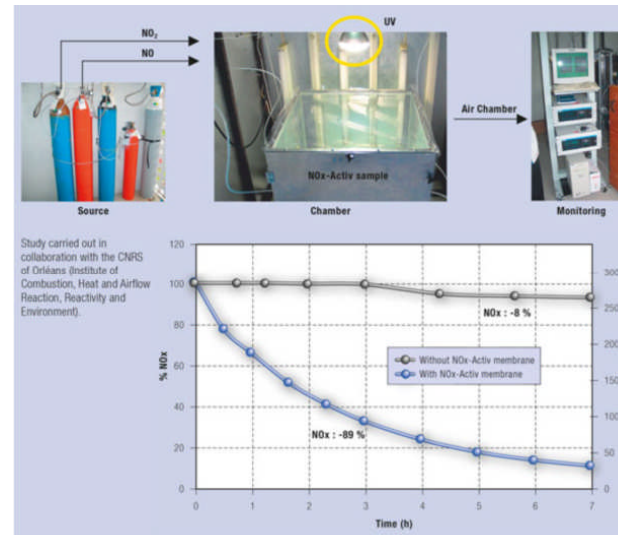 NO₂
NO
UV
Air Chamber
NOx-Activ sample
Source
Chamber
Monitoring
Study carried out in
collaboration with the CNRS
of Orléans (Institute of
Combustion, Heat and Airflow
Reaction, Reactivity and
Environment).
120
100
80
60
40
20
0
% NOx
300
250
200
150
100
50
0
NOx : -8 %
Without NOx-Activ membrane
With NOx-Activ membrane
NOx : -89 %
0 1 2 3 4 5 6 7
Time (h)